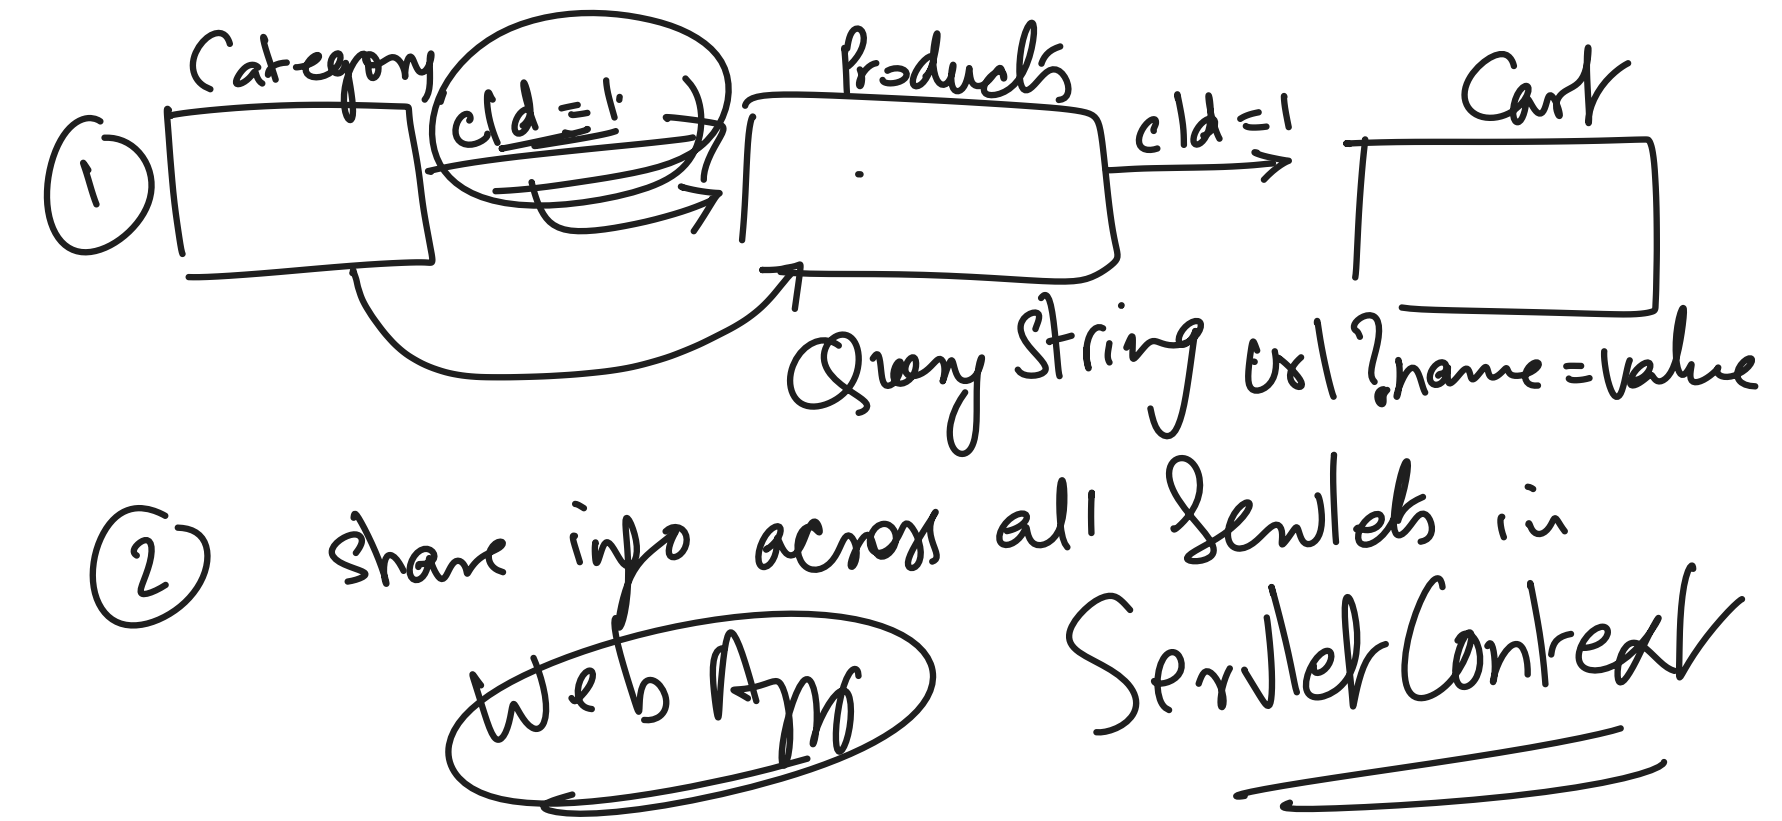 Category Products Cart
1 cId=1 cId=1
Query String url?name=value
2 share info across all Servlets in
Web App ServletContext